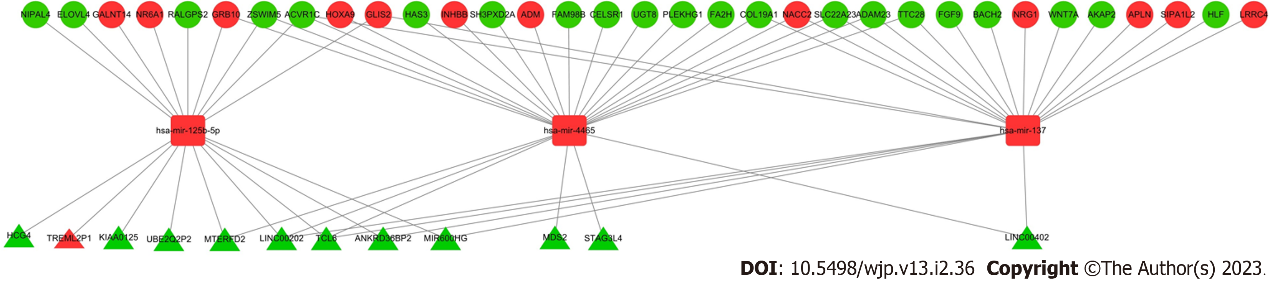 NIPAL4 ELOVL4 GALNT14 NR6A1 RALGPS2 GRB10 ZSWIM5 ACVR1C HOXA9 GLIS2 HAS3 INHBB SH3PXD2A ADM FAM98B CELSR1 UGT8 PLEKHG1 FA2H COL19A1 NACC2 SLC22A23 ADAM23 TTC28 FGF9 BACH2 NRG1 WNT7A AKAP2 APLN SIPA1L2 HLF LRRC4
hsa-mir-125b-5p hsa-mir-4465 hsa-mir-137
HCG4 TREML2P1 KIAA0125 UBE2Q2P2 MTERFD2 LINC00202 TCL6 ANKRD36BP2 MIR600HG MDS2 STAG3L4 LINC00402
DOI: 10.5498/wjp.v13.i2.36 Copyright ©The Author(s) 2023.